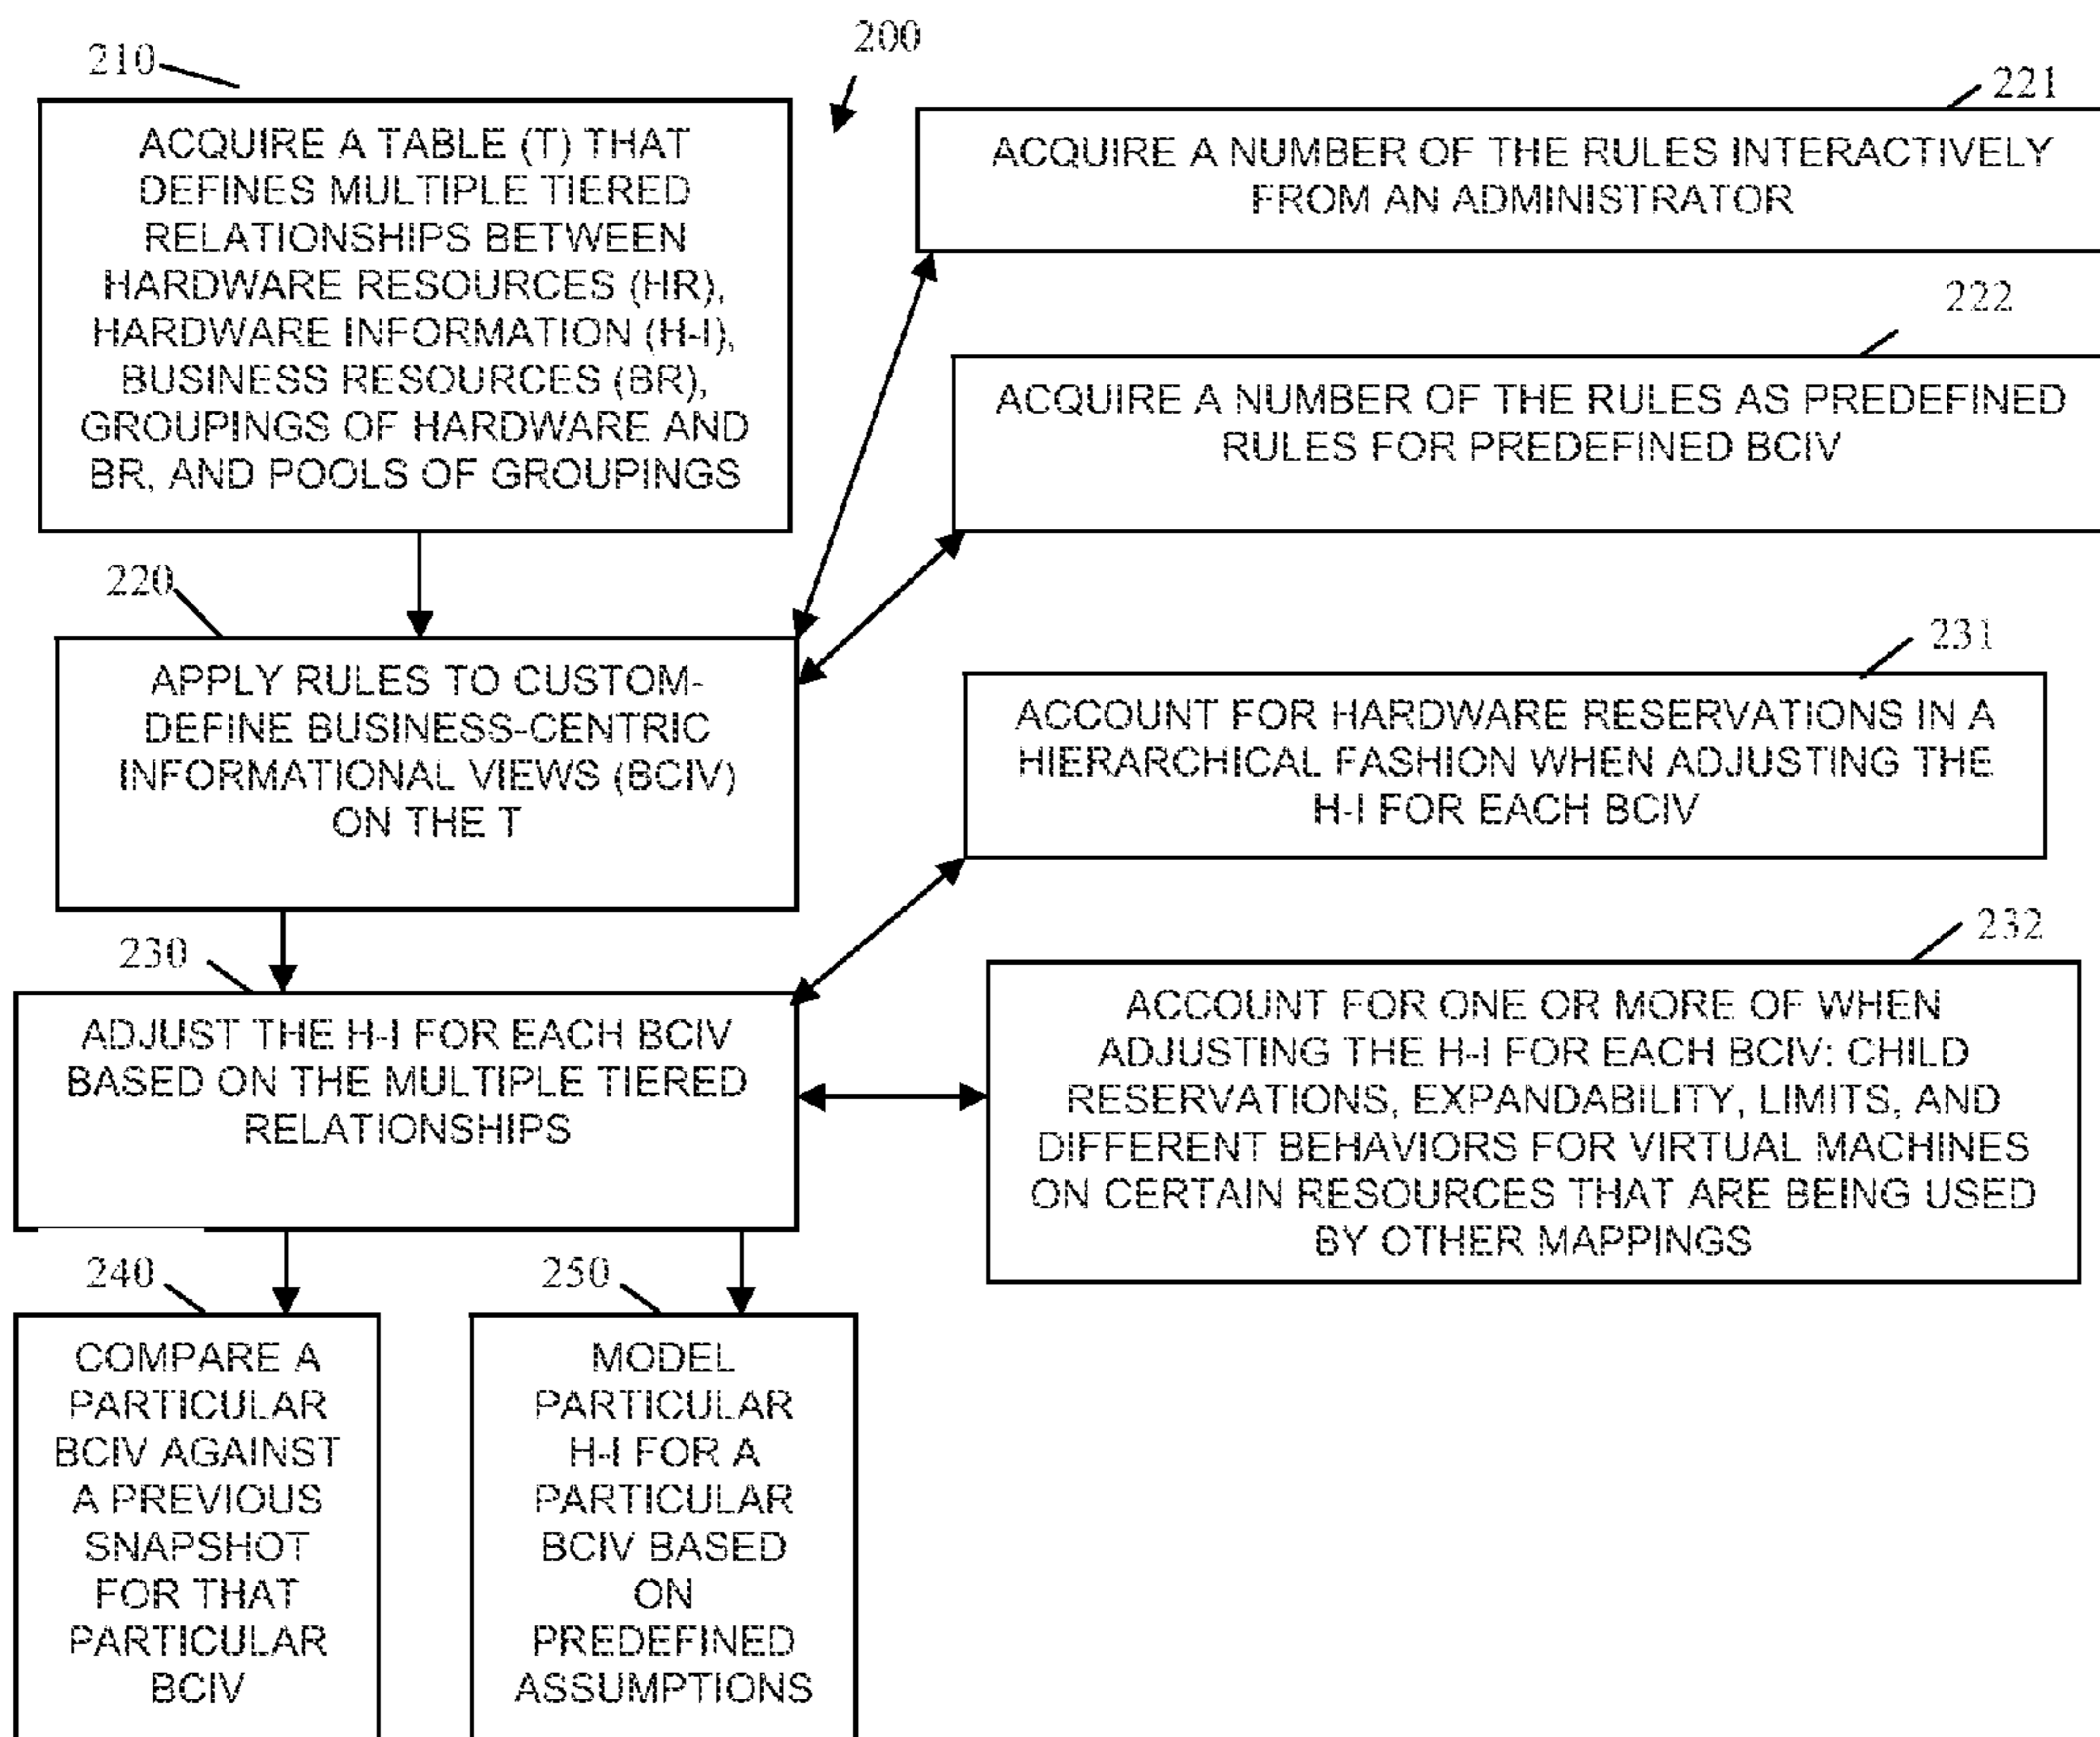 200
210
ACQUIRE A TABLE (T) THAT
DEFINES MULTIPLE TIERED
RELATIONSHIPS BETWEEN
HARDWARE RESOURCES (HR),
HARDWARE INFORMATION (H-I),
BUSINESS RESOURCES (BR),
GROUPINGS OF HARDWARE AND
BR, AND POOLS OF GROUPINGS
221
ACQUIRE A NUMBER OF THE RULES INTERACTIVELY
FROM AN ADMINISTRATOR
222
ACQUIRE A NUMBER OF THE RULES AS PREDEFINED
RULES FOR PREDEFINED BCIV
220
APPLY RULES TO CUSTOM-
DEFINE BUSINESS-CENTRIC
INFORMATIONAL VIEWS (BCIV)
ON THE T
231
ACCOUNT FOR HARDWARE RESERVATIONS IN A
HIERARCHICAL FASHION WHEN ADJUSTING THE
H-I FOR EACH BCIV
230
ADJUST THE H-I FOR EACH BCIV
BASED ON THE MULTIPLE TIERED
RELATIONSHIPS
232
ACCOUNT FOR ONE OR MORE OF WHEN
ADJUSTING THE H-I FOR EACH BCIV: CHILD
RESERVATIONS, EXPANDABILITY, LIMITS, AND
DIFFERENT BEHAVIORS FOR VIRTUAL MACHINES
ON CERTAIN RESOURCES THAT ARE BEING USED
BY OTHER MAPPINGS
240
COMPARE A
PARTICULAR
BCIV AGAINST
A PREVIOUS
SNAPSHOT
FOR THAT
PARTICULAR
BCIV
250
MODEL
PARTICULAR
H-I FOR A
PARTICULAR
BCIV BASED
ON
PREDEFINED
ASSUMPTIONS